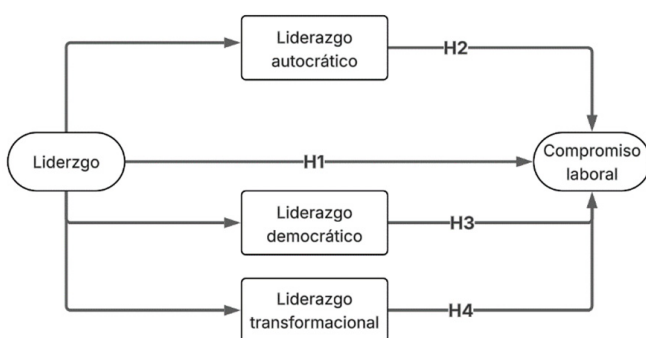 Liderazgo
autocrático
H2
Liderzgo
H1
Compromiso
laboral
Liderazgo
democrático
H3
Liderazgo
transformacional
H4